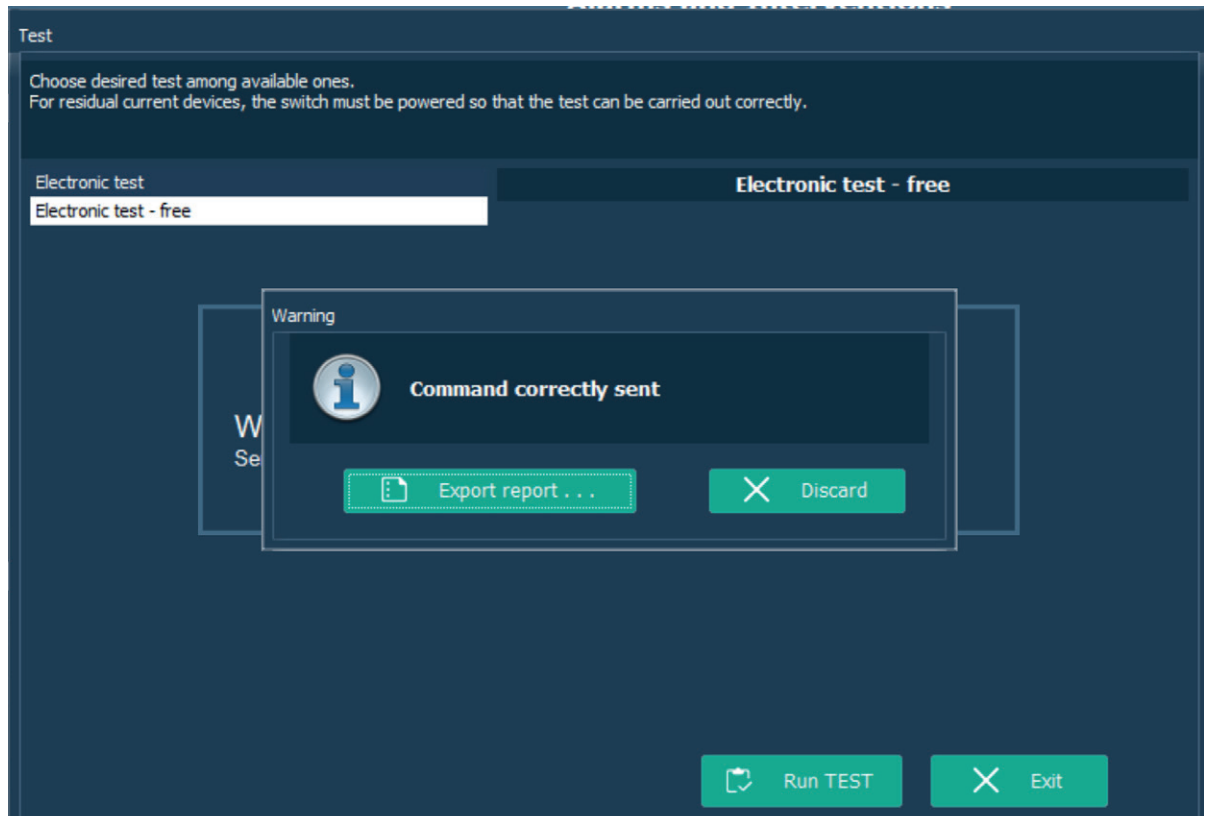 Test
Choose desired test among available ones.
For residual current devices, the switch must be powered so that the test can be carried out correctly.
Electronic test
Electronic test - free
Electronic test - free
Warning
Command correctly sent
W
Se
Export report . . .
Discard
Run TEST
Exit